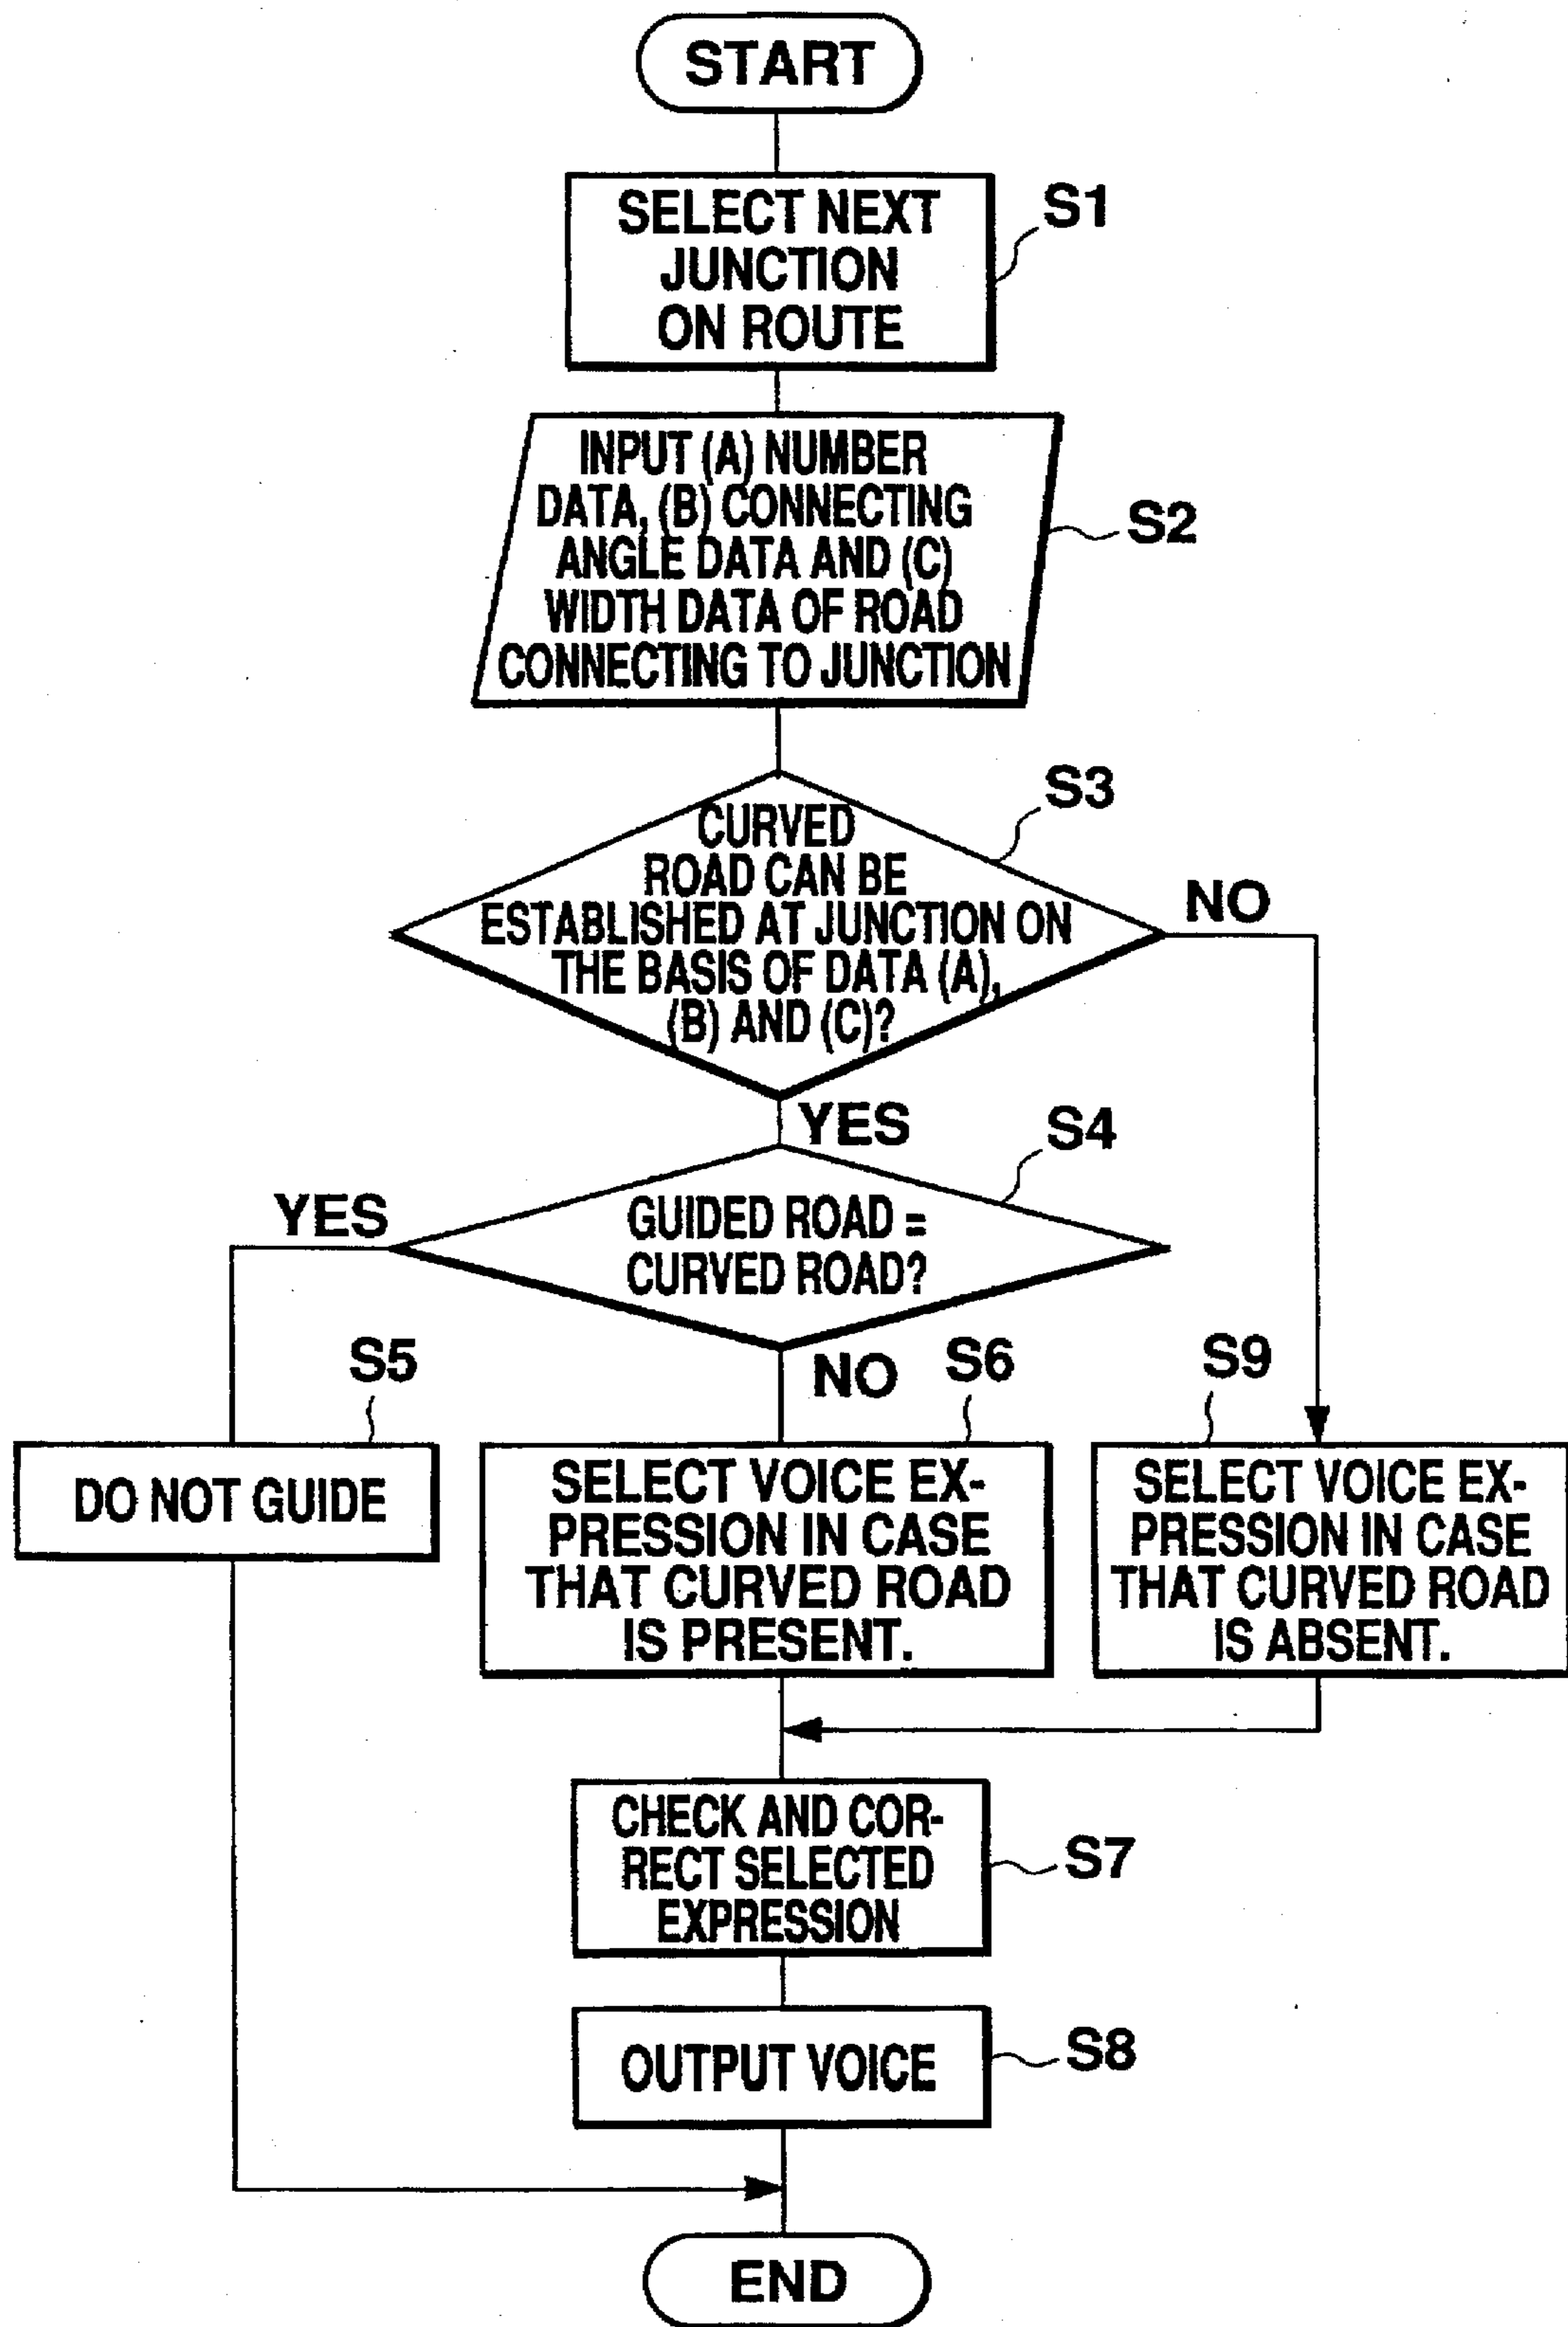 START
SELECT NEXT
JUNCTION
ON ROUTE
S1
INPUT (A) NUMBER
DATA, (B) CONNECTING
ANGLE DATA AND (C)
WIDTH DATA OF ROAD
CONNECTING TO JUNCTION
S2
CURVED
ROAD CAN BE
ESTABLISHED AT JUNCTION ON
THE BASIS OF DATA (A),
(B) AND (C)?
S3
NO
YES
S4
GUIDED ROAD =
CURVED ROAD?
YES
NO
S5
DO NOT GUIDE
S6
SELECT VOICE EX-
PRESSION IN CASE
THAT CURVED ROAD
IS PRESENT.
S9
SELECT VOICE EX-
PRESSION IN CASE
THAT CURVED ROAD
IS ABSENT.
CHECK AND COR-
RECT SELECTED
EXPRESSION
S7
OUTPUT VOICE
S8
END